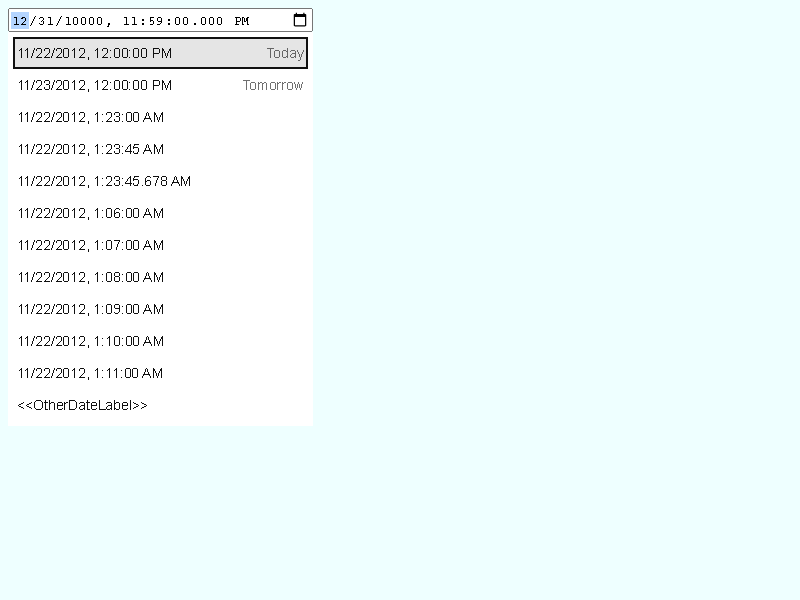 12/31/10000, 11:59:00.000 PM
11/22/2012, 12:00:00 PM Today
11/23/2012, 12:00:00 PM Tomorrow
11/22/2012, 1:23:00 AM
11/22/2012, 1:23:45 AM
11/22/2012, 1:23:45.678 AM
11/22/2012, 1:06:00 AM
11/22/2012, 1:07:00 AM
11/22/2012, 1:08:00 AM
11/22/2012, 1:09:00 AM
11/22/2012, 1:10:00 AM
11/22/2012, 1:11:00 AM
<<OtherDateLabel>>